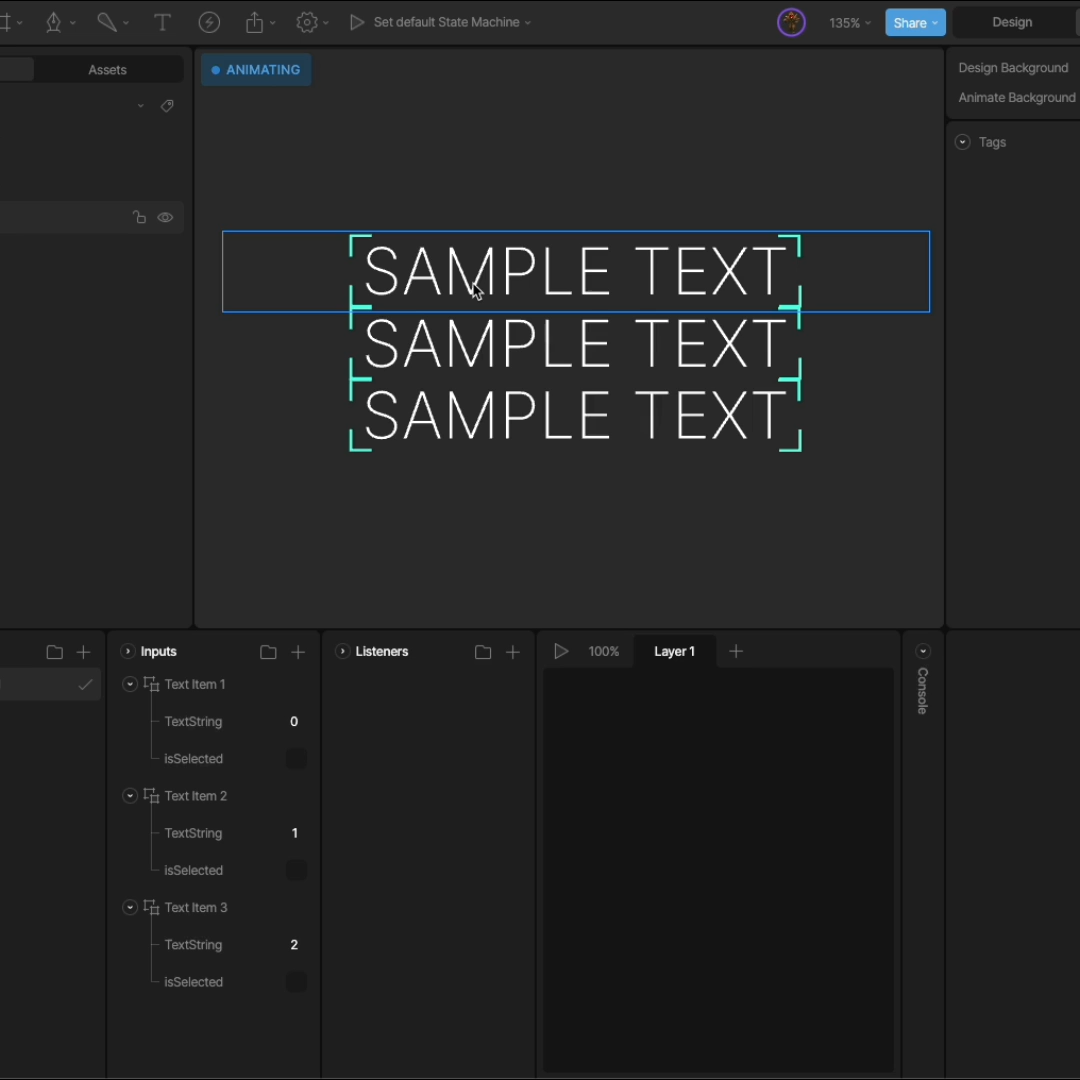 Set default State Machine
135%
Share
Design
Assets
ANIMATING
Design Background
Animate Background
Tags
SAMPLE TEXT
SAMPLE TEXT
SAMPLE TEXT
Inputs
Text Item 1
TextString 0
isSelected
Text Item 2
TextString 1
isSelected
Text Item 3
TextString 2
isSelected
Listeners
100%
Layer 1
Console